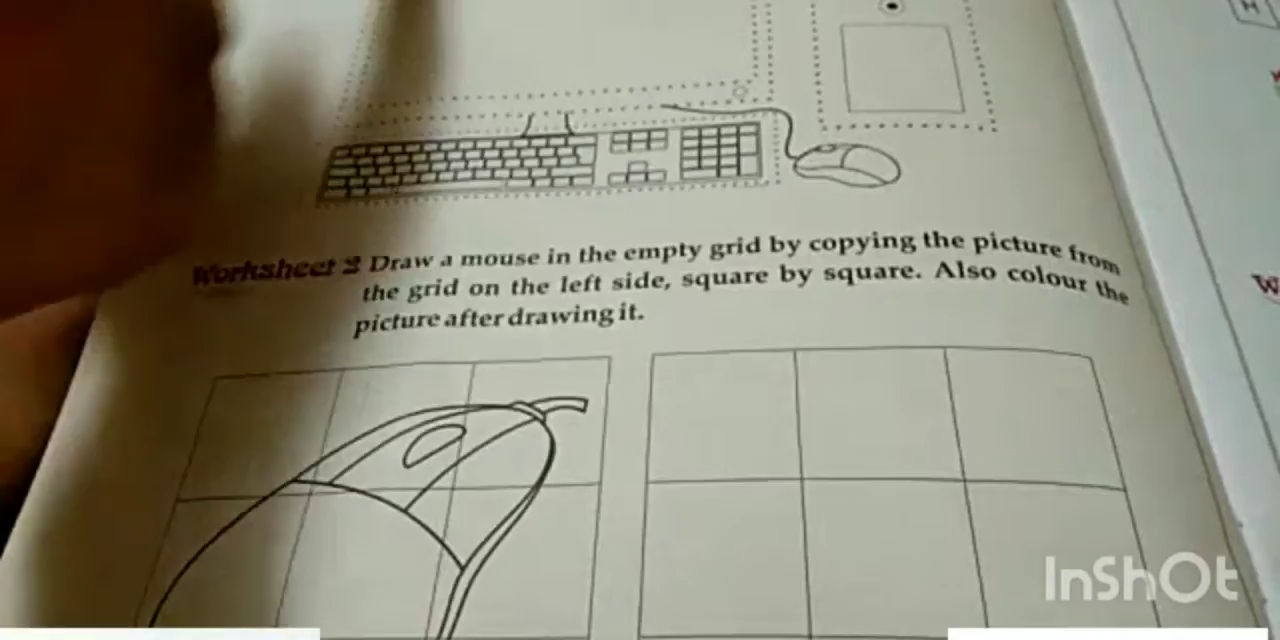 Worksheet 2 Draw a mouse in the empty grid by copying the picture from
the grid on the left side, square by square. Also colour the
picture after drawing it.
InShOt